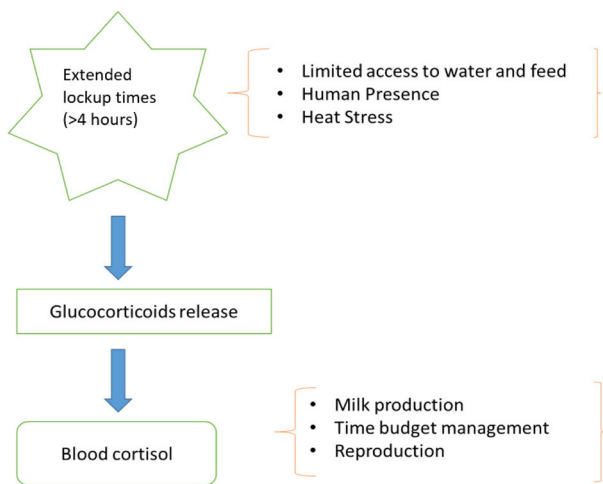 Extended
lockup times
(>4 hours)
• Limited access to water and feed
• Human Presence
• Heat Stress
Glucocorticoids release
Blood cortisol
• Milk production
• Time budget management
• Reproduction